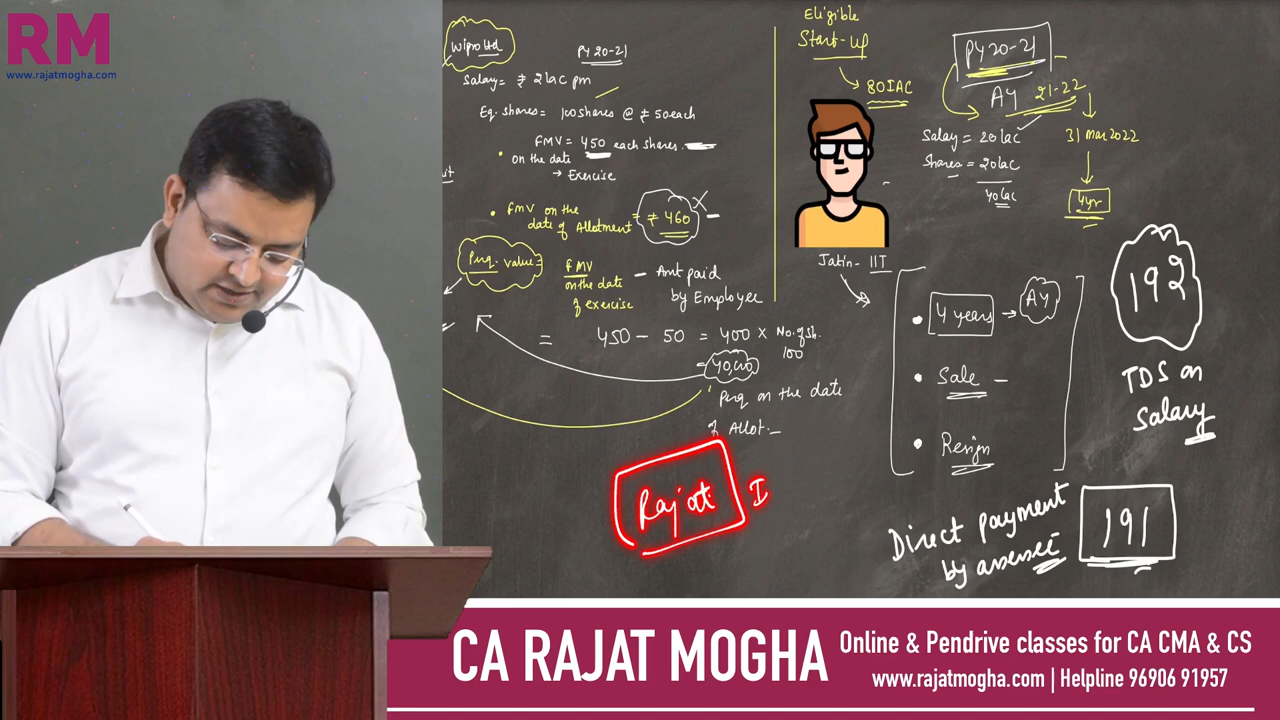 RM
www.rajatmogha.com
Wipro Ltd
PY 20-21
Salary = ₹ 2 lac pm
Eq. Shares = 100 Shares @ ₹ 50 each
FMV = 450 each shares.
on the date
→ Exercise
FMV on the
date of Allotment = ₹ 460 X
Perq. value =
FMV
on the date
of exercise
- Amt paid
by Employee
= 450 - 50 = 400 × No. of Sh.
100
= 40,000
Perq on the date
of Allot.
Rajat I
Eligible
Start-up
80IAC
Jatin - IIT
PY 20-21
AY 21-22
Salary = 20 lac
Shares = 20 lac
40 lac
31 Mar 2022
4yr
4 years → AY
Sale -
Resign
192
TDS on
Salary
Direct payment
by assessee
191
CA RAJAT MOGHA
Online & Pendrive classes for CA CMA & CS
www.rajatmogha.com | Helpline 96906 91957